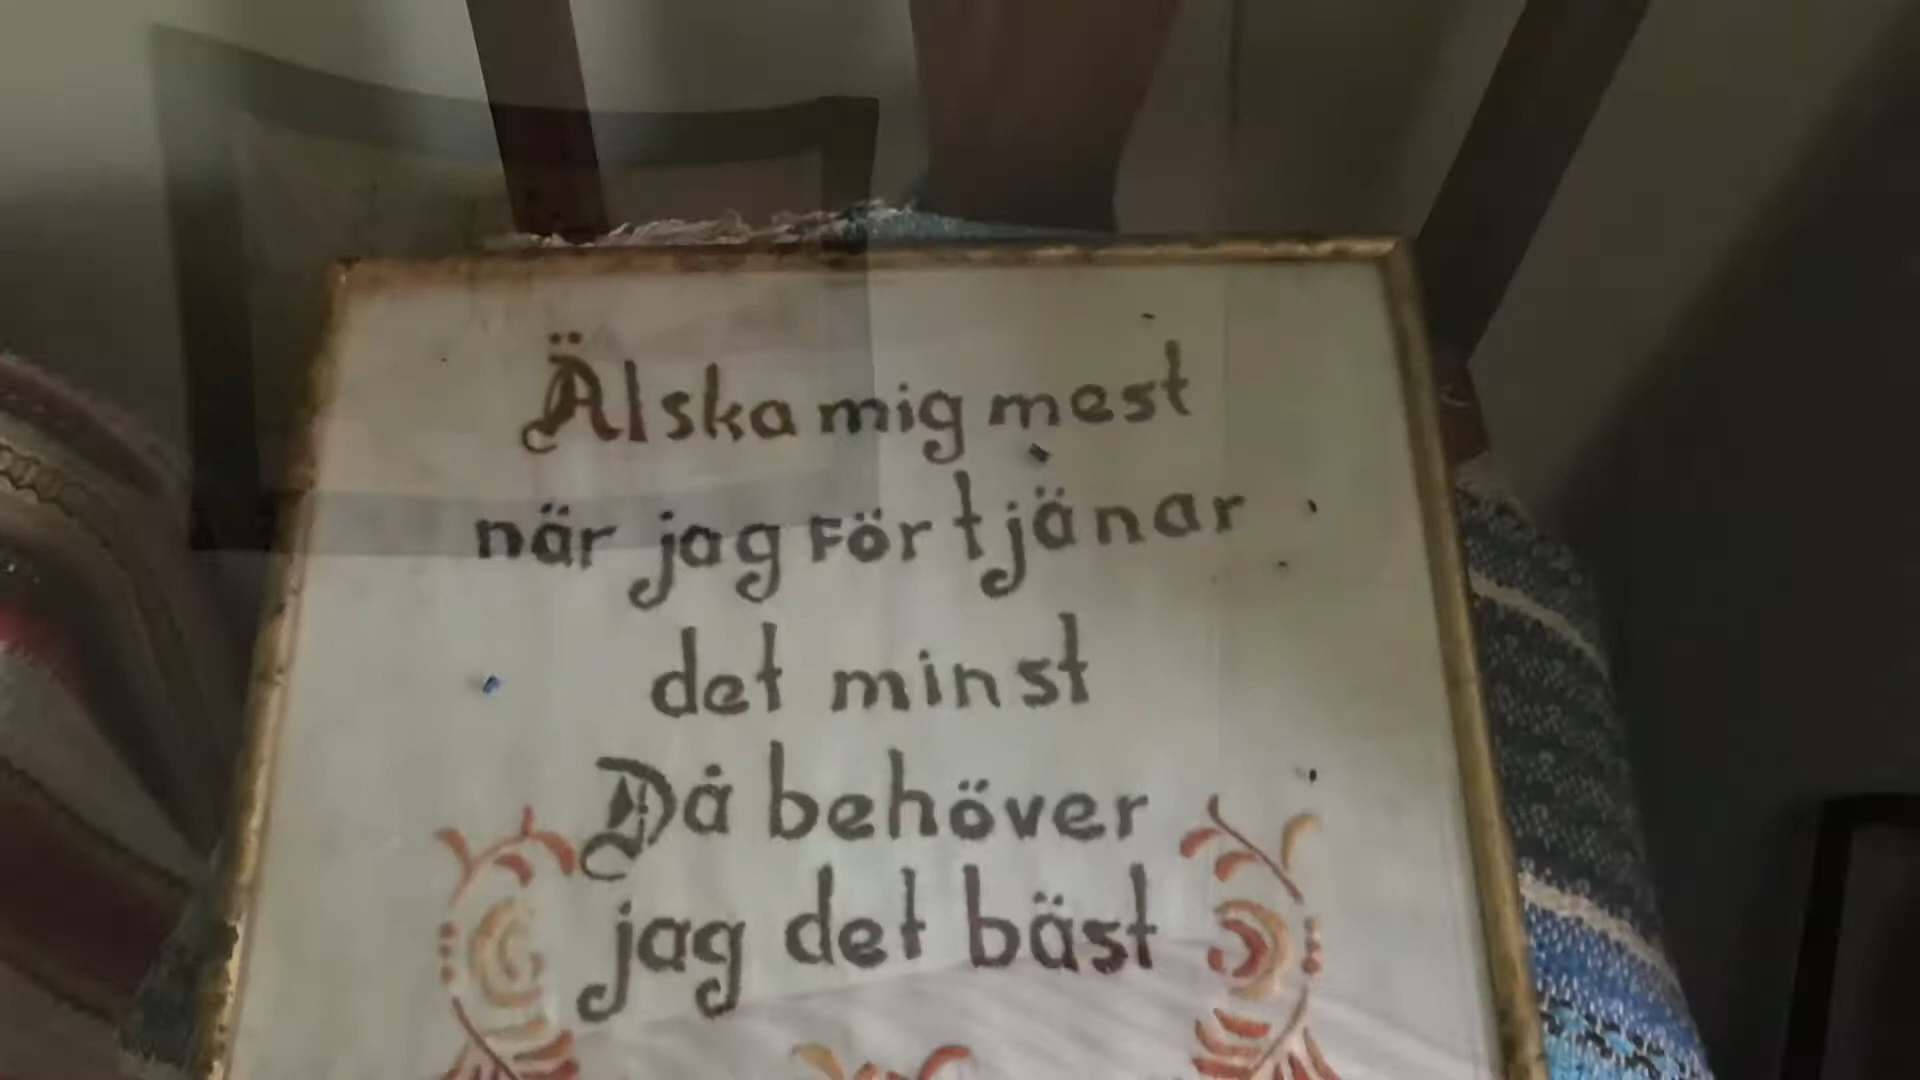 Älska mig mest
när jag förtjänar
det minst
Då behöver
jag det bäst